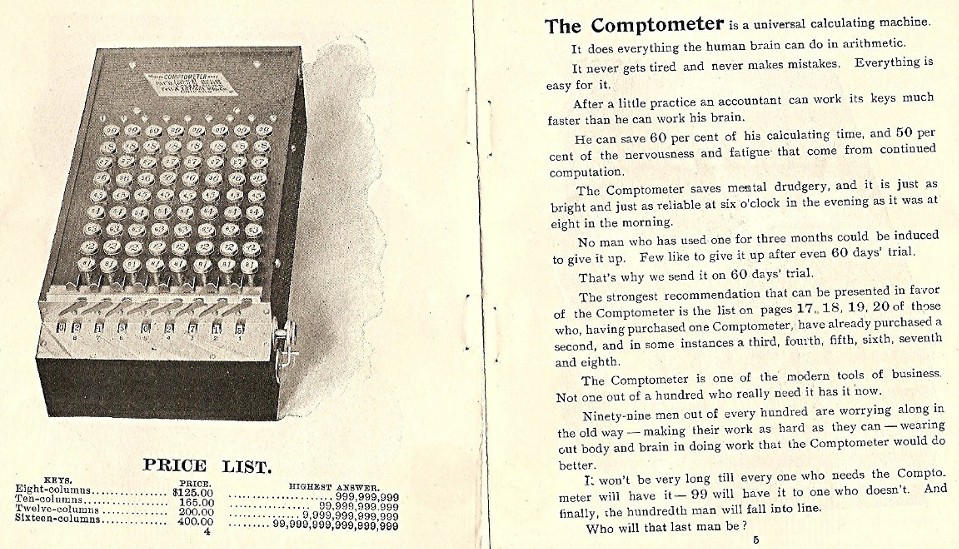 COMPTOMETER
PRICE LIST.
KEYS. PRICE. HIGHEST ANSWER.
Eight-columns.................. $125.00 ........................ 999,999,999
Ten-columns.................... 165.00 ..................... 99,999,999,999
Twelve-columns............... 200.00 .................. 9,999,999,999,999
Sixteen-columns.............. 400.00 ........ 99,999,999,999,999,999
4
The Comptometer is a universal calculating machine.
It does everything the human brain can do in arithmetic.
It never gets tired and never makes mistakes. Everything is
easy for it.
After a little practice an accountant can work its keys much
faster than he can work his brain.
He can save 60 per cent of his calculating time, and 50 per
cent of the nervousness and fatigue that come from continued
computation.
The Comptometer saves mental drudgery, and it is just as
bright and just as reliable at six o'clock in the evening as it was at
eight in the morning.
No man who has used one for three months could be induced
to give it up. Few like to give it up after even 60 days' trial.
That's why we send it on 60 days' trial.
The strongest recommendation that can be presented in favor
of the Comptometer is the list on pages 17, 18, 19, 20 of those
who, having purchased one Comptometer, have already purchased a
second, and in some instances a third, fourth, fifth, sixth, seventh
and eighth.
The Comptometer is one of the modern tools of business.
Not one out of a hundred who really need it has it now.
Ninety-nine men out of every hundred are worrying along in
the old way — making their work as hard as they can — wearing
out body and brain in doing work that the Comptometer would do
better.
It won't be very long till every one who needs the Compto-
meter will have it — 99 will have it to one who doesn't. And
finally, the hundredth man will fall into line.
Who will that last man be?
5